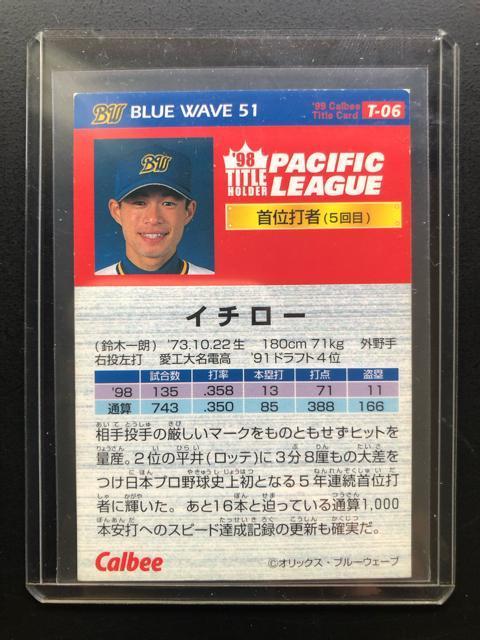 BW BLUE WAVE 51
'99 Calbee
Title Card
T-06
BW
'98
TITLE
HOLDER
PACIFIC
LEAGUE
首位打者(5回目)
イチロー
(鈴木一朗) '73.10.22生 180cm 71kg 外野手
右投左打 愛工大名電高 '91ドラフト4位
試合数 打率 本塁打 打点 盗塁
'98 135 .358 13 71 11
通算 743 .350 85 388 166
相手投手の厳しいマークをものともせずヒットを
量産。2位の平井(ロッテ)に3分8厘もの大差を
つけ日本プロ野球史上初となる5年連続首位打
者に輝いた。あと16本と迫っている通算1,000
本安打へのスピード達成記録の更新も確実だ。
Calbee
©オリックス・ブルーウェーブ